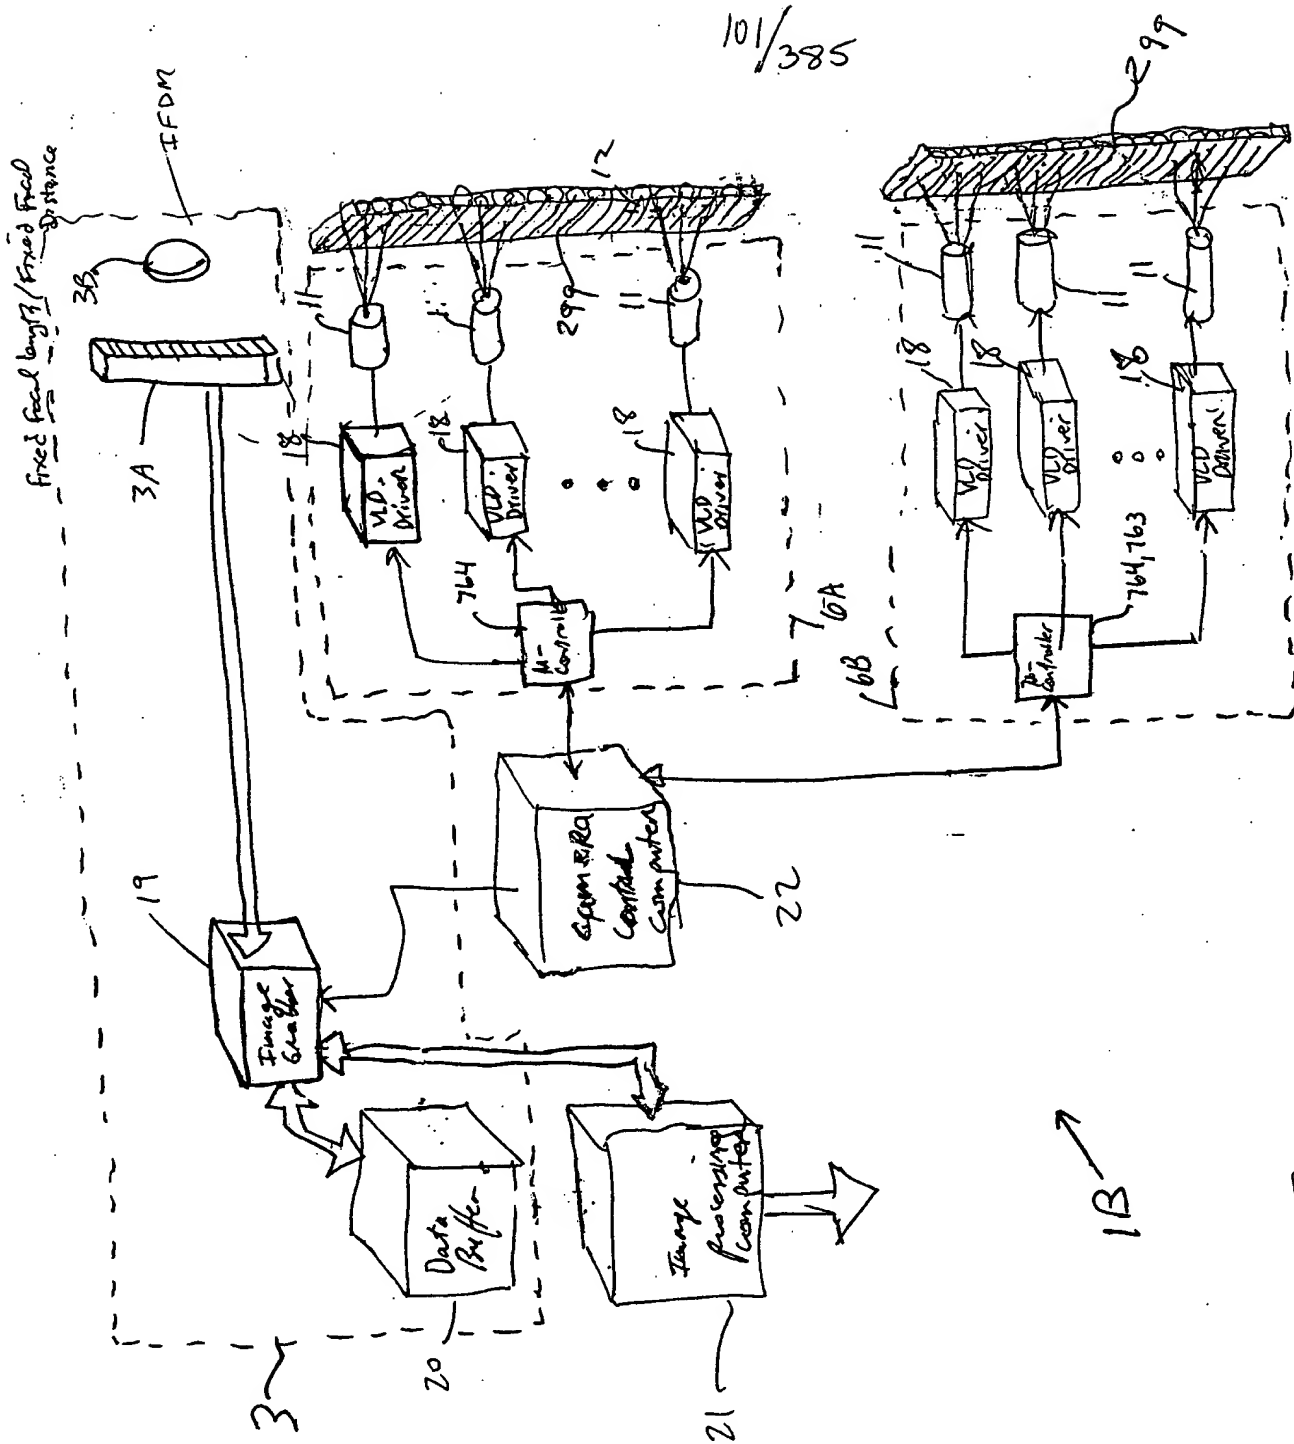 101/385
Fixed Focal length/Fixed Focal
Distance
IFDM
3B
3A
12
299
299
11
11
11
11
11
11
18
18
18
18
18
18
VLD
Driver
VLD
Driver
VLD
Driver
VLD
Driver
VLD
Driver
VLD
Driver
764
μ-
Controller
6A
764, 763
μ-
controller
6B
19
Image
Grabber
Camera
Control
Computer
22
Data
Buffer
20
3
Image
Processing
Computer
21
1B